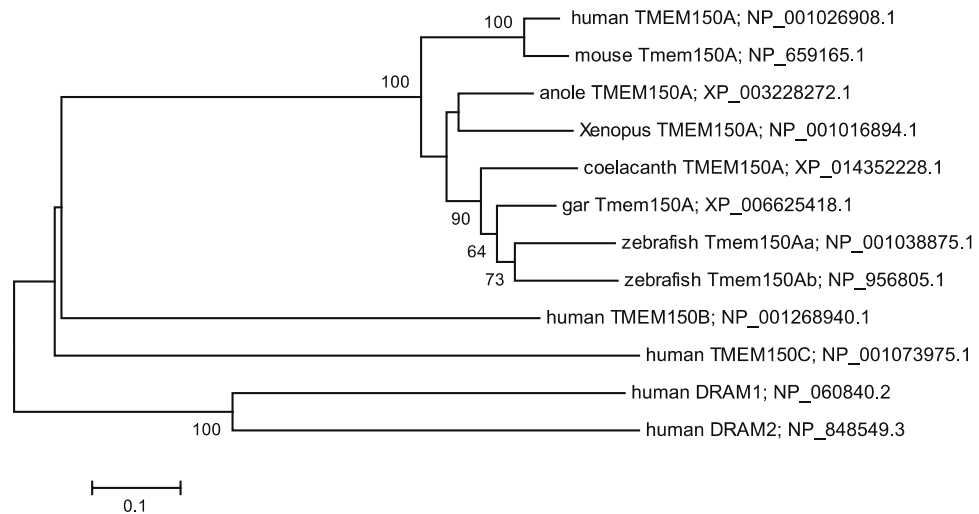 human TMEM150A; NP_001026908.1
100
mouse Tmem150A; NP_659165.1
100
anole TMEM150A; XP_003228272.1
Xenopus TMEM150A; NP_001016894.1
coelacanth TMEM150A; XP_014352228.1
gar Tmem150A; XP_006625418.1
90
zebrafish Tmem150Aa; NP_001038875.1
64
zebrafish Tmem150Ab; NP_956805.1
73
human TMEM150B; NP_001268940.1
human TMEM150C; NP_001073975.1
human DRAM1; NP_060840.2
human DRAM2; NP_848549.3
100
0.1